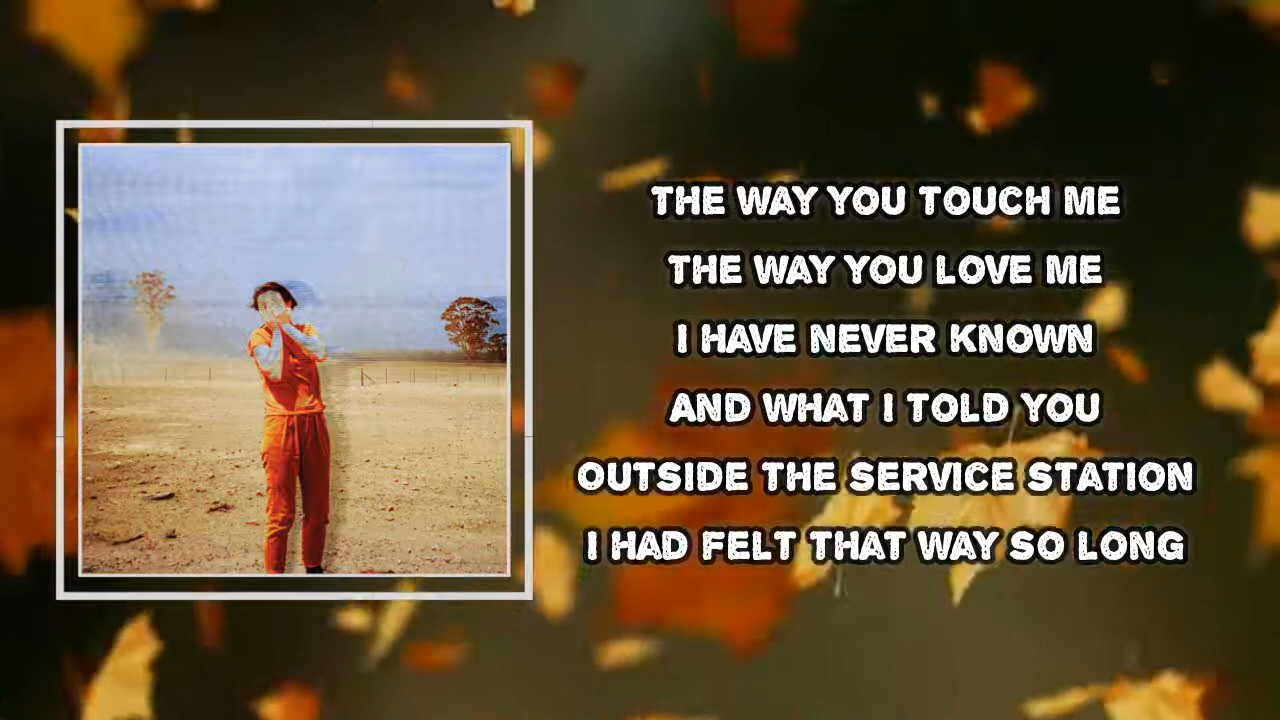 THE WAY YOU TOUCH ME
THE WAY YOU LOVE ME
I HAVE NEVER KNOWN
AND WHAT I TOLD YOU
OUTSIDE THE SERVICE STATION
I HAD FELT THAT WAY SO LONG